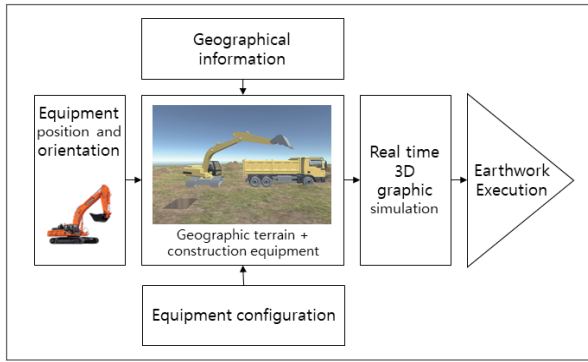 Geographical
information
Equipment
position and
orientation
Geographic terrain +
construction equipment
Real time
3D
graphic
simulation
Earthwork
Execution
Equipment configuration